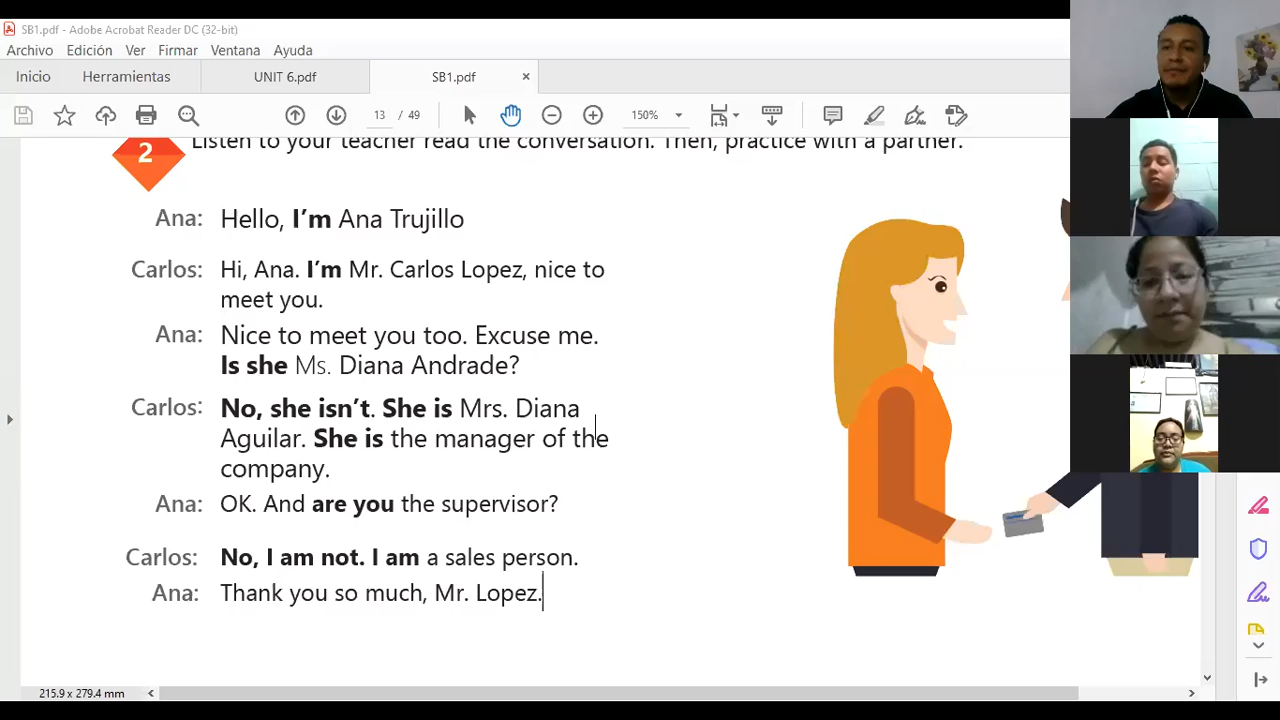 SB1.pdf - Adobe Acrobat Reader DC (32-bit)
Archivo Edición Ver Firmar Ventana Ayuda
Inicio Herramientas UNIT 6.pdf SB1.pdf ×
13 / 49 150%
2 Listen to your teacher read the conversation. Then, practice with a partner.
Ana: Hello, I'm Ana Trujillo
Carlos: Hi, Ana. I'm Mr. Carlos Lopez, nice to
meet you.
Ana: Nice to meet you too. Excuse me.
Is she Ms. Diana Andrade?
Carlos: No, she isn't. She is Mrs. Diana
Aguilar. She is the manager of the
company.
Ana: OK. And are you the supervisor?
Carlos: No, I am not. I am a sales person.
Ana: Thank you so much, Mr. Lopez.
215.9 x 279.4 mm